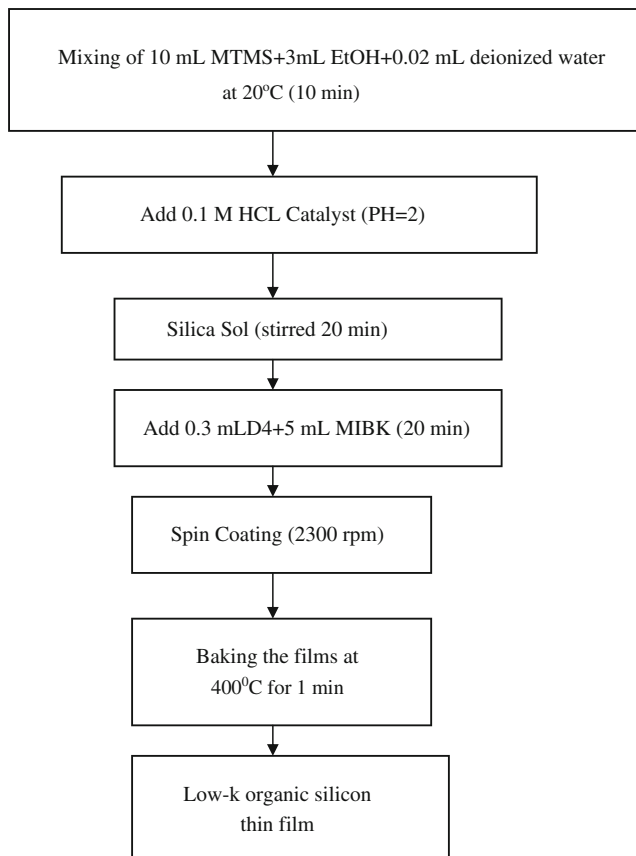 Mixing of 10 mL MTMS+3mL EtOH+0.02 mL deionized water
at 20°C (10 min)
Add 0.1 M HCL Catalyst (PH=2)
Silica Sol (stirred 20 min)
Add 0.3 mLD4+5 mL MIBK (20 min)
Spin Coating (2300 rpm)
Baking the films at
400⁰C for 1 min
Low-k organic silicon
thin film